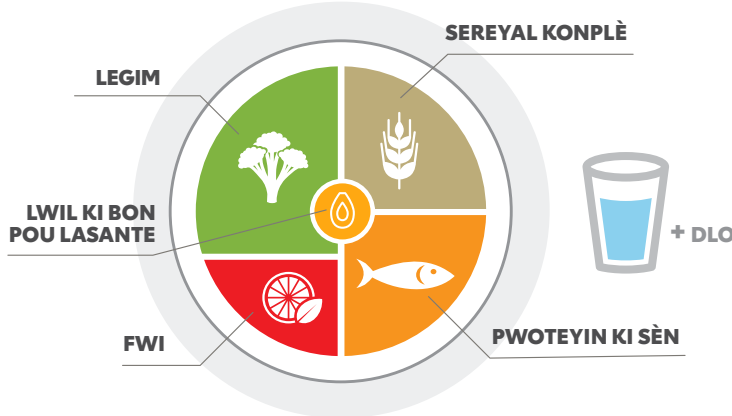 SEREYAL KONPLÈ
LEGIM
LWIL KI BON
POU LASANTE
+ DLO
FWI
PWOTEYIN KI SÈN